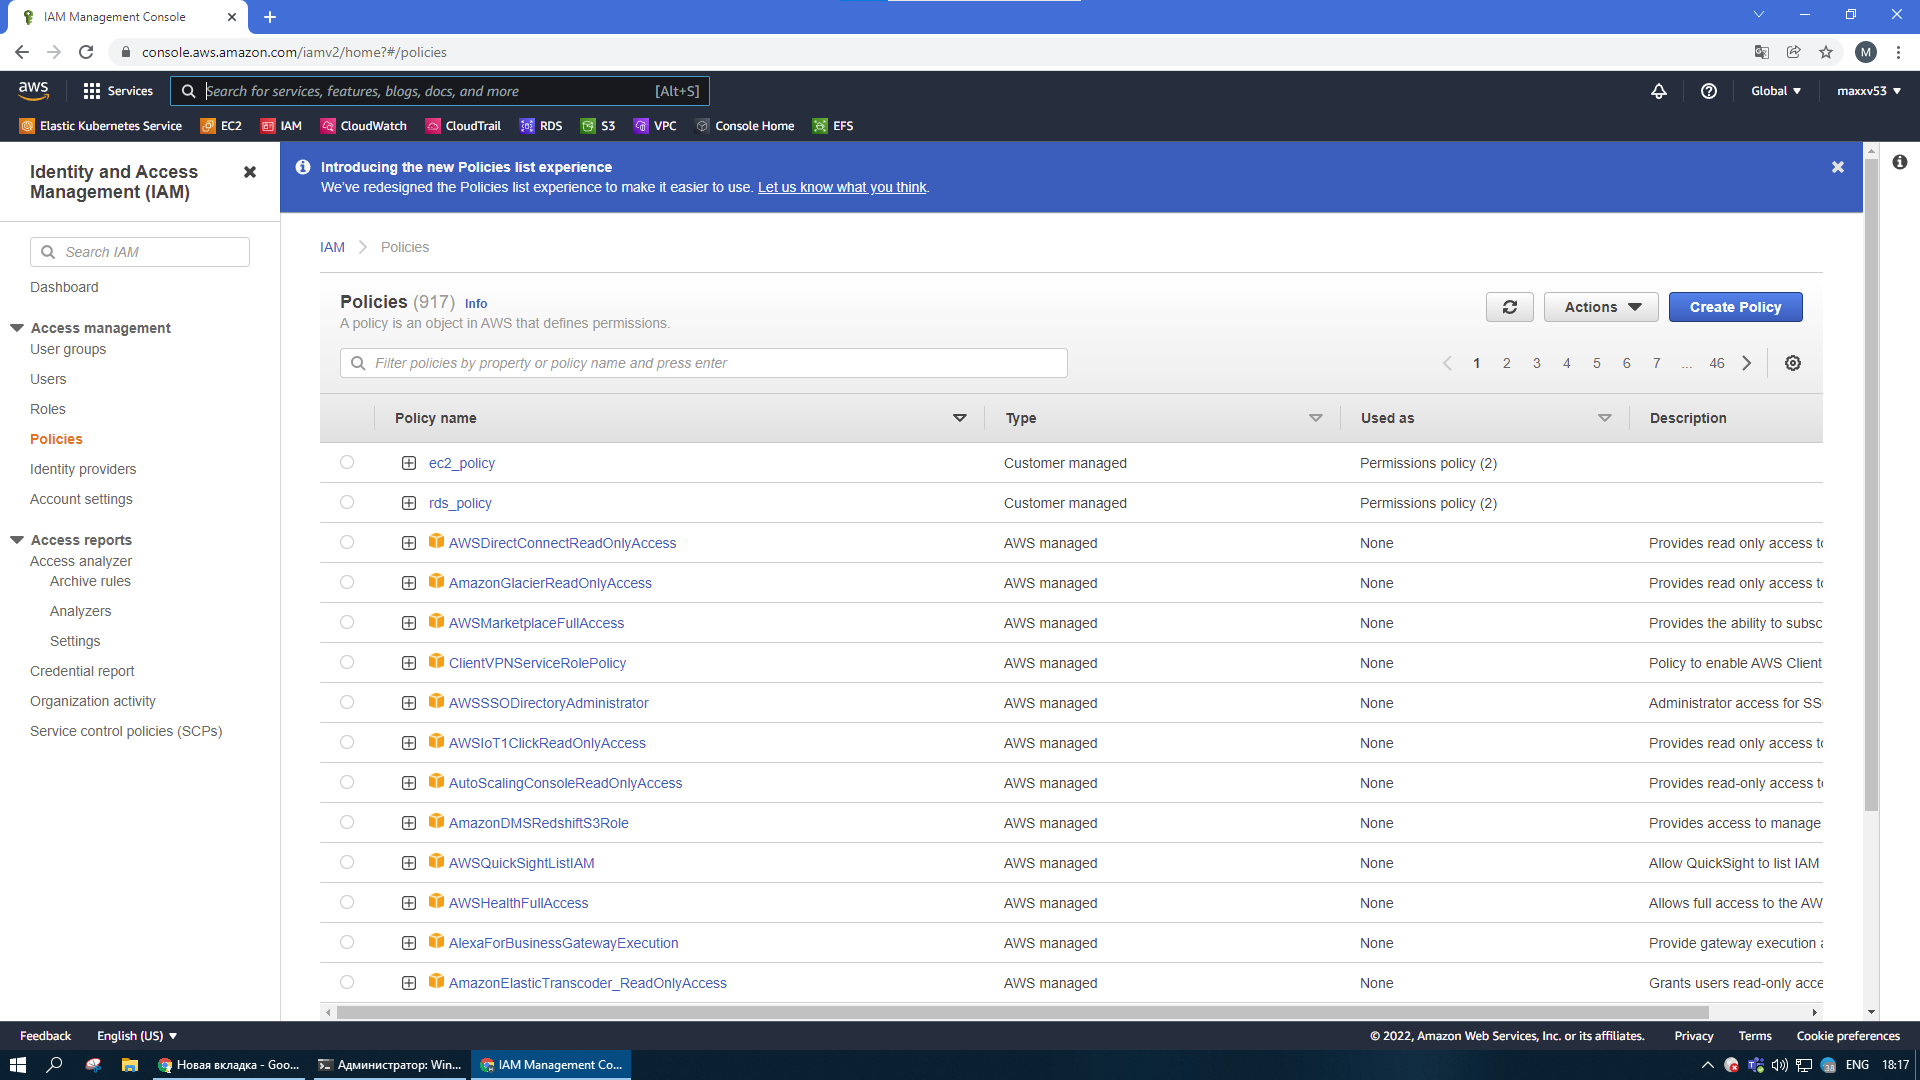 IAM Management Console
console.aws.amazon.com/iamv2/home?#/policies
M
aws
Services
Search for services, features, blogs, docs, and more
[Alt+S]
Global
maxxv53
Elastic Kubernetes Service
EC2
IAM
CloudWatch
CloudTrail
RDS
S3
VPC
Console Home
EFS
Identity and Access
Management (IAM)
Search IAM
Dashboard
Access management
User groups
Users
Roles
Policies
Identity providers
Account settings
Access reports
Access analyzer
Archive rules
Analyzers
Settings
Credential report
Organization activity
Service control policies (SCPs)
Introducing the new Policies list experience
We've redesigned the Policies list experience to make it easier to use. Let us know what you think.
IAM
Policies
Policies (917) Info
A policy is an object in AWS that defines permissions.
Actions
Create Policy
Filter policies by property or policy name and press enter
1 2 3 4 5 6 7 ... 46
Policy name Type Used as Description
ec2_policy Customer managed Permissions policy (2)
rds_policy Customer managed Permissions policy (2)
AWSDirectConnectReadOnlyAccess AWS managed None Provides read only access to
AmazonGlacierReadOnlyAccess AWS managed None Provides read only access to
AWSMarketplaceFullAccess AWS managed None Provides the ability to subsc
ClientVPNServiceRolePolicy AWS managed None Policy to enable AWS Client
AWSSSODirectoryAdministrator AWS managed None Administrator access for SS
AWSIoT1ClickReadOnlyAccess AWS managed None Provides read only access to
AutoScalingConsoleReadOnlyAccess AWS managed None Provides read-only access to
AmazonDMSRedshiftS3Role AWS managed None Provides access to manage
AWSQuickSightListIAM AWS managed None Allow QuickSight to list IAM
AWSHealthFullAccess AWS managed None Allows full access to the AW
AlexaForBusinessGatewayExecution AWS managed None Provide gateway execution a
AmazonElasticTranscoder_ReadOnlyAccess AWS managed None Grants users read-only acce
Feedback
English (US)
© 2022, Amazon Web Services, Inc. or its affiliates.
Privacy
Terms
Cookie preferences
Новая вкладка - Goo...
Администратор: Win...
IAM Management Co...
38
ENG
18:17